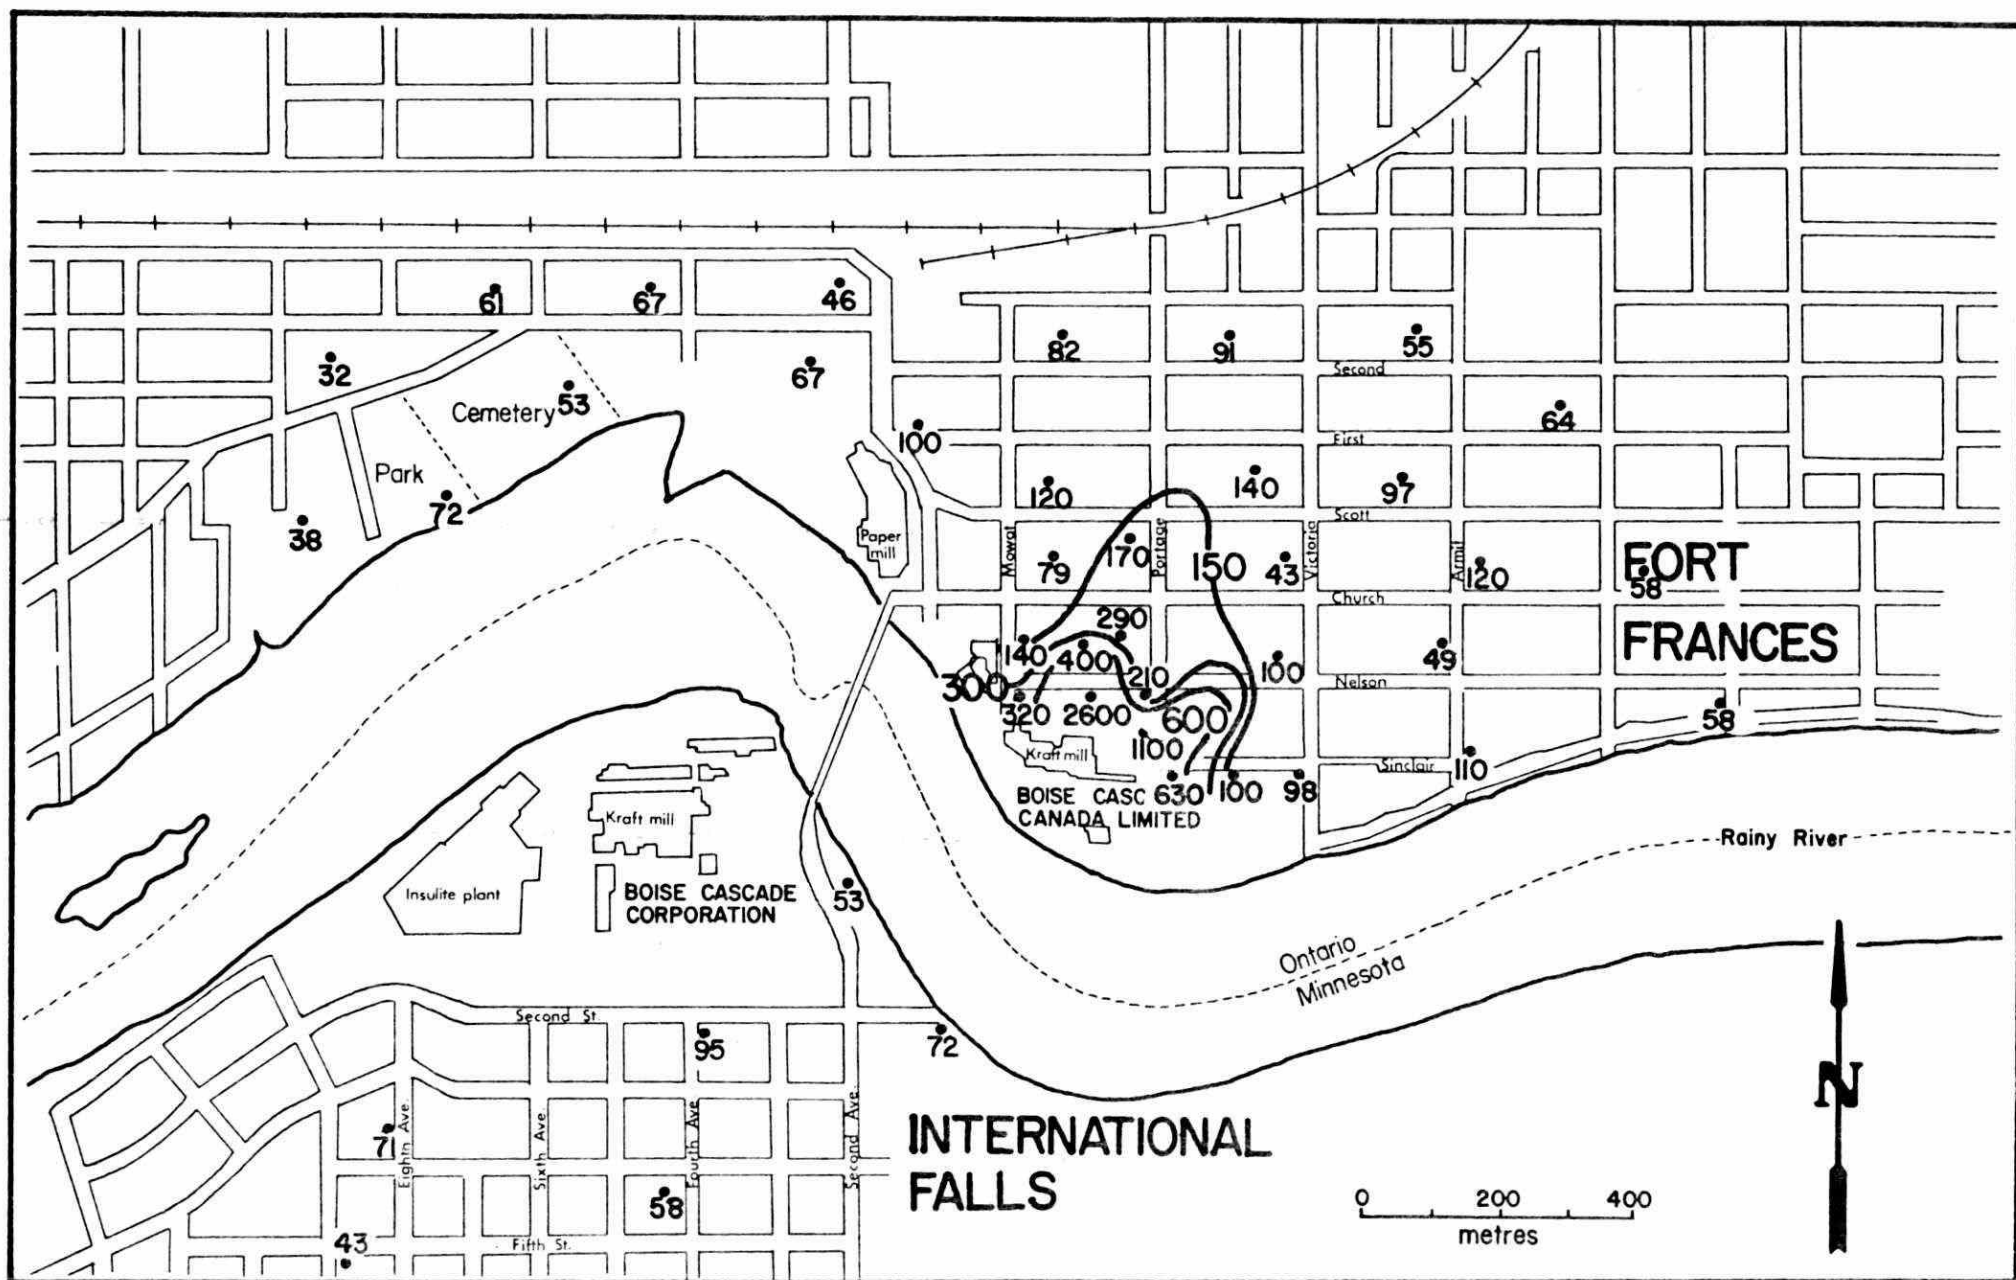 61
67
46
82
91
55
Second
32
67
Cemetery 53
64
100
First
Park
72
120
140
97
38
Scott
Paper
mill
Mowat
79
170
Portage
150
43
Victoria
Armit
120
FORT
58
Church
290
140
400
210
100
49
FRANCES
300
Nelson
320
2600
600
58
1100
Kraft mill
Sinclair
110
BOISE CASC
630
100
98
CANADA LIMITED
Kraft mill
Rainy River
Insulite plant
BOISE CASCADE
CORPORATION
53
Ontario
Minnesota
Second St.
95
72
N
71
Eighth Ave.
Sixth Ave.
Fourth Ave
Second Ave.
INTERNATIONAL
FALLS
58
0 200 400
metres
43
Fifth St.